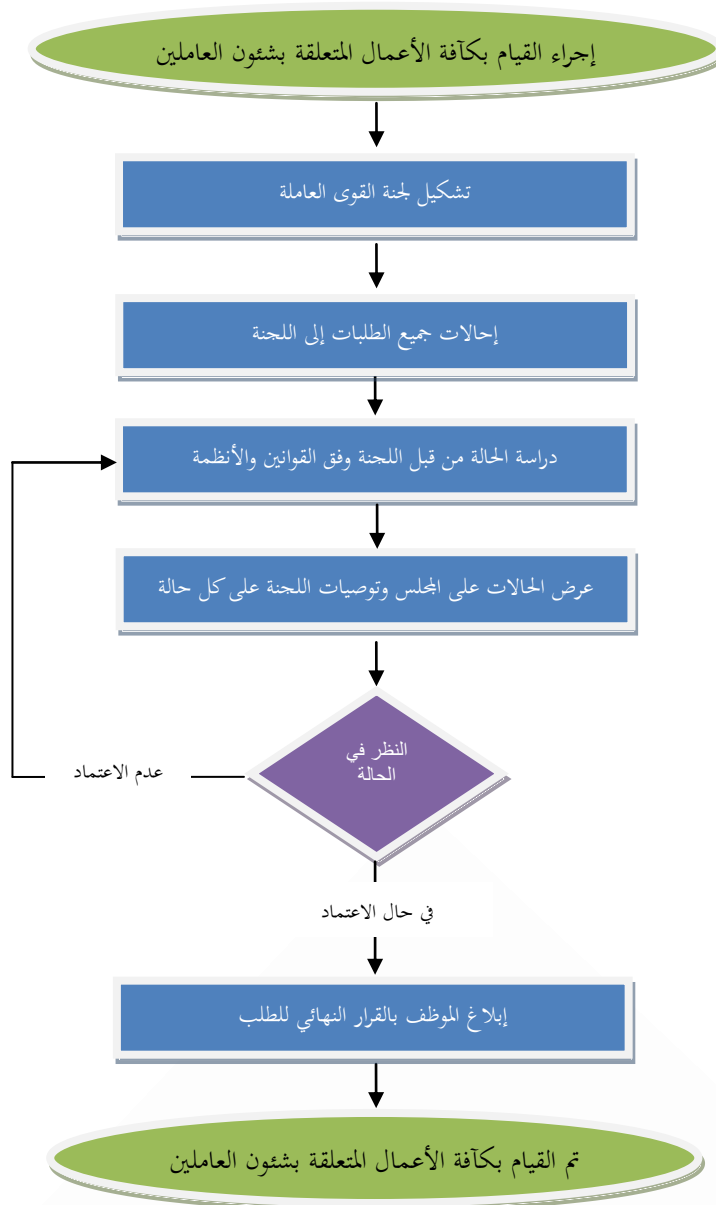 إجراء القيام بكآفة الأعمال المتعلقة بشئون العاملين
تشكيل لجنة القوى العاملة
إحالات جميع الطلبات إلى اللجنة
دراسة الحالة من قبل اللجنة وفق القوانين والأنظمة
عرض الحالات على المجلس وتوصيات اللجنة على كل حالة
النظر في
الحالة
عدم الاعتماد
في حال الاعتماد
إبلاغ الموظف بالقرار النهائي للطلب
تم القيام بكآفة الأعمال المتعلقة بشئون العاملين